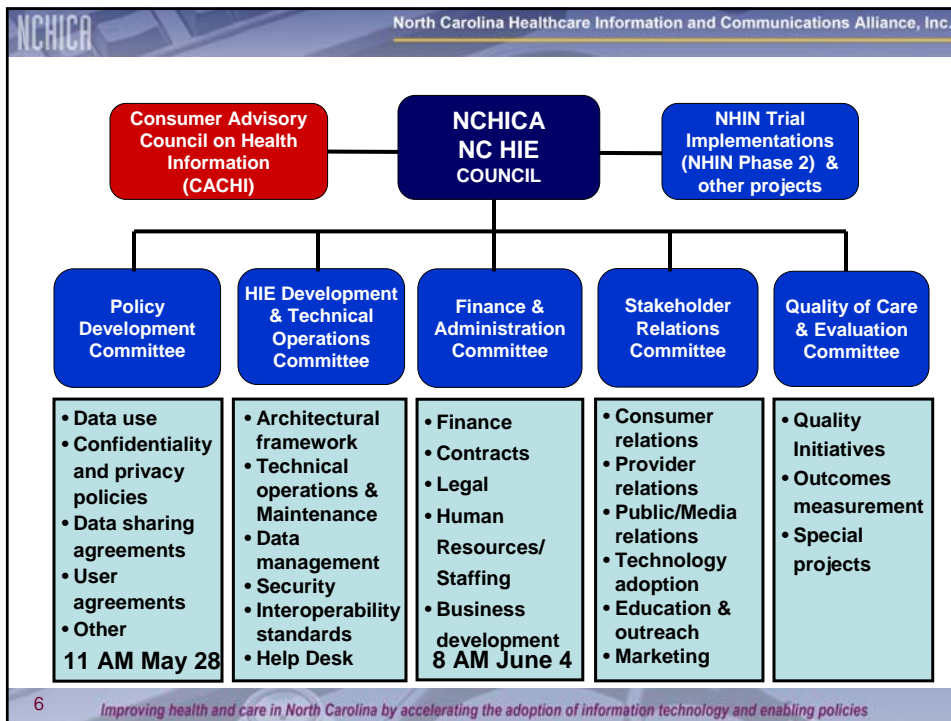 NCHICA
North Carolina Healthcare Information and Communications Alliance, Inc.
Consumer Advisory
Council on Health
Information
(CACHI)
NCHICA
NC HIE
COUNCIL
NHIN Trial
Implementations
(NHIN Phase 2) &
other projects
Policy
Development
Committee
HIE Development
& Technical
Operations
Committee
Finance &
Administration
Committee
Stakeholder
Relations
Committee
Quality of Care
& Evaluation
Committee
• Data use
• Confidentiality
and privacy
policies
• Data sharing
agreements
• User
agreements
• Other
11 AM May 28
• Architectural
framework
• Technical
operations &
Maintenance
• Data
management
• Security
• Interoperability
standards
• Help Desk
• Finance
• Contracts
• Legal
• Human
Resources/
Staffing
• Business
development
8 AM June 4
• Consumer
relations
• Provider
relations
• Public/Media
relations
• Technology
adoption
• Education &
outreach
• Marketing
• Quality
Initiatives
• Outcomes
measurement
• Special
projects
6
Improving health and care in North Carolina by accelerating the adoption of information technology and enabling policies